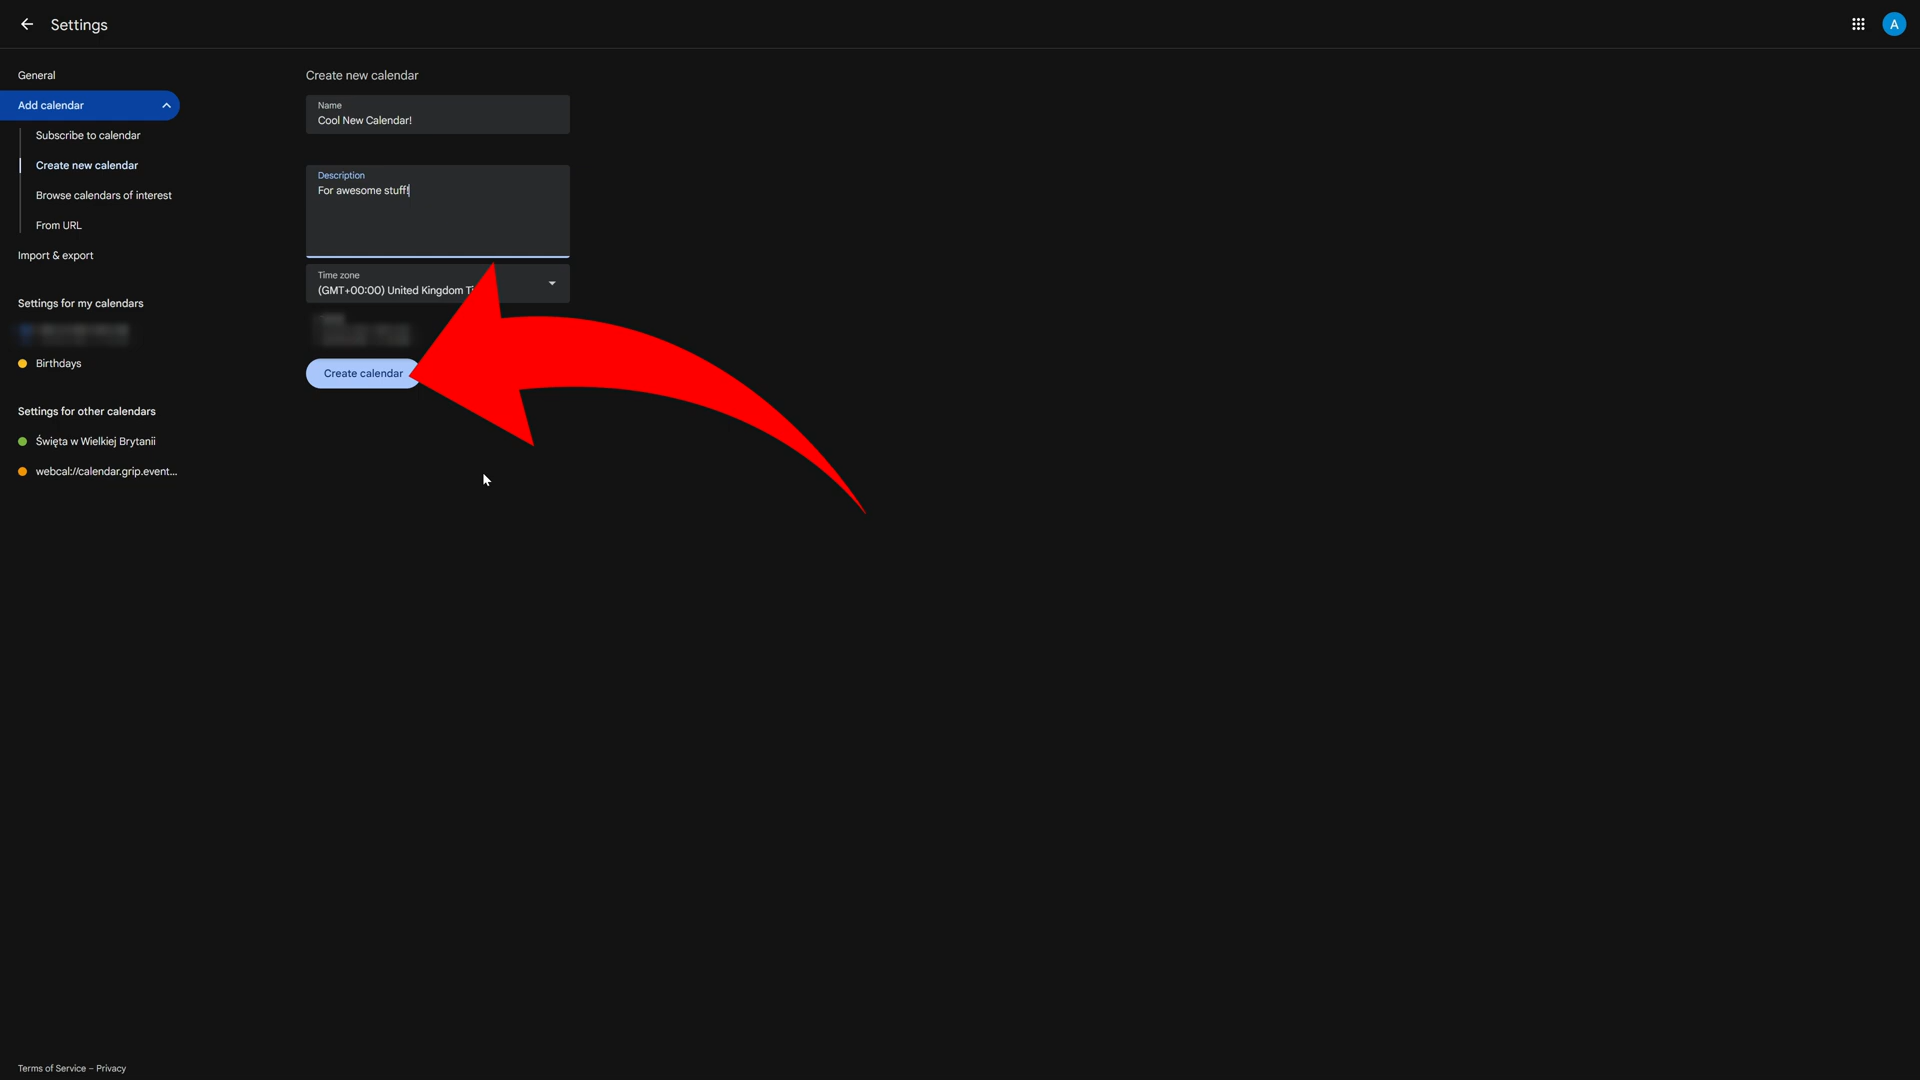 Settings
A
General
Add calendar
Subscribe to calendar
Create new calendar
Browse calendars of interest
From URL
Import & export
Settings for my calendars
Birthdays
Settings for other calendars
Święta w Wielkiej Brytanii
webcal://calendar.grip.event...
Create new calendar
Name
Cool New Calendar!
Description
For awesome stuff!
Time zone
(GMT+00:00) United Kingdom
Create calendar
Terms of Service – Privacy